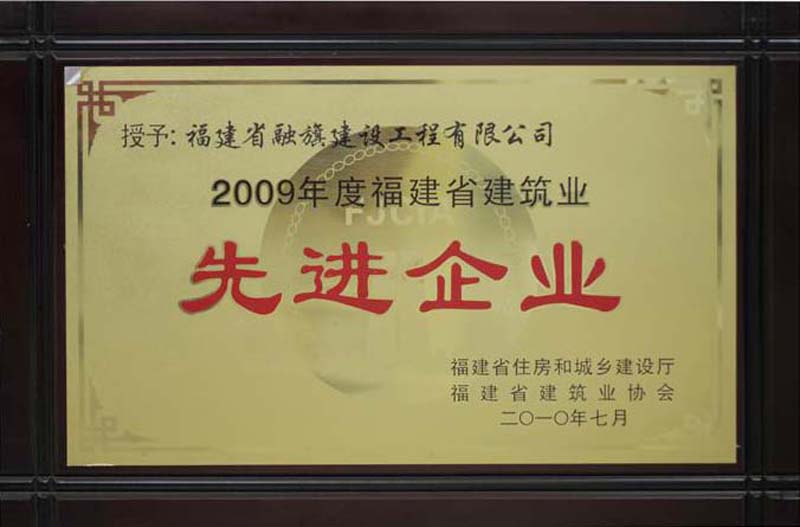 授予：福建省融旗建设工程有限公司
FJCIA
2009年度福建省建筑业
先进企业
福建省住房和城乡建设厅
福建省建筑业协会
二〇一〇年七月